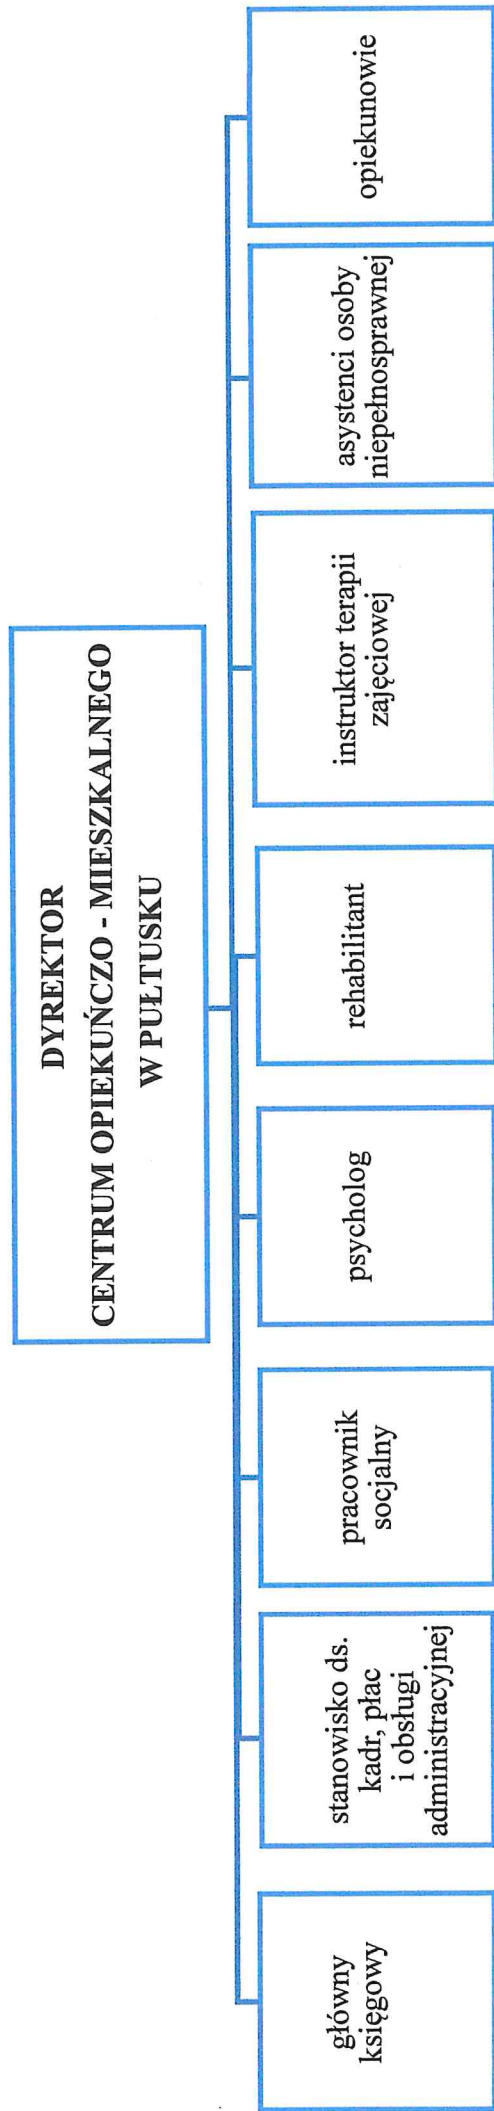 DYREKTOR
CENTRUM OPIEKUŃCZO - MIESZKALNEGO
W PUŁTUSKU
główny
księgowy
stanowisko ds.
kadr, płac
i obsługi
administracyjnej
pracownik
socjalny
psycholog
rehabilitant
instruktor terapii
zajęciowej
asystenci osoby
niepełnosprawnej
opiekunowie